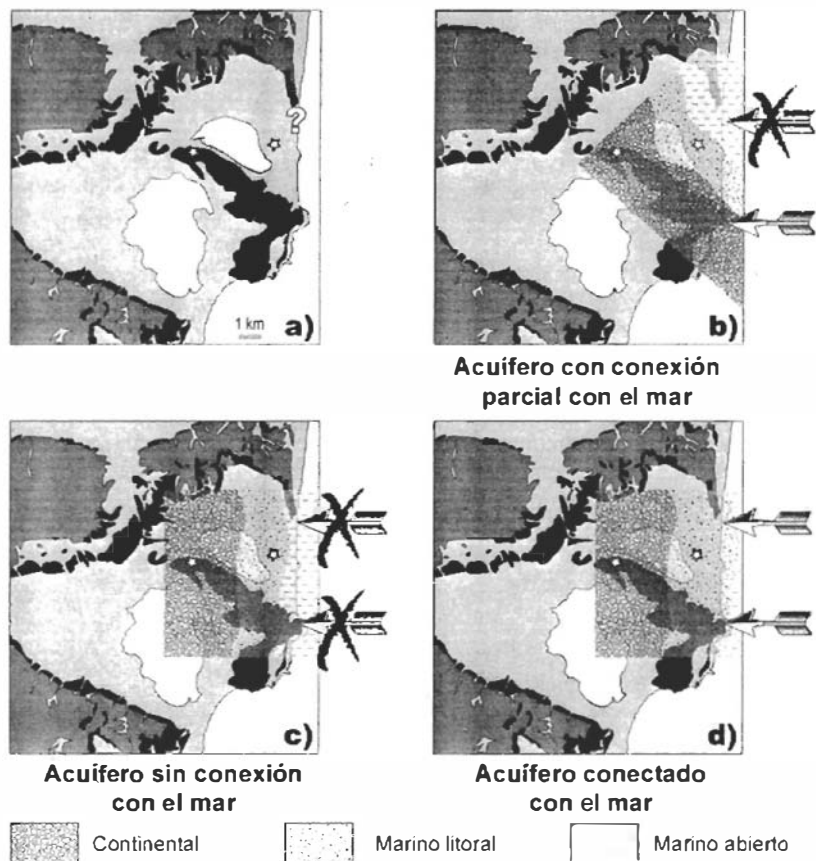 ?
1 km
a)
b)
Acuífero con conexión
parcial con el mar
c)
d)
Acuífero sin conexión
con el mar
Acuífero conectado
con el mar
Continental
Marino litoral
Marino abierto